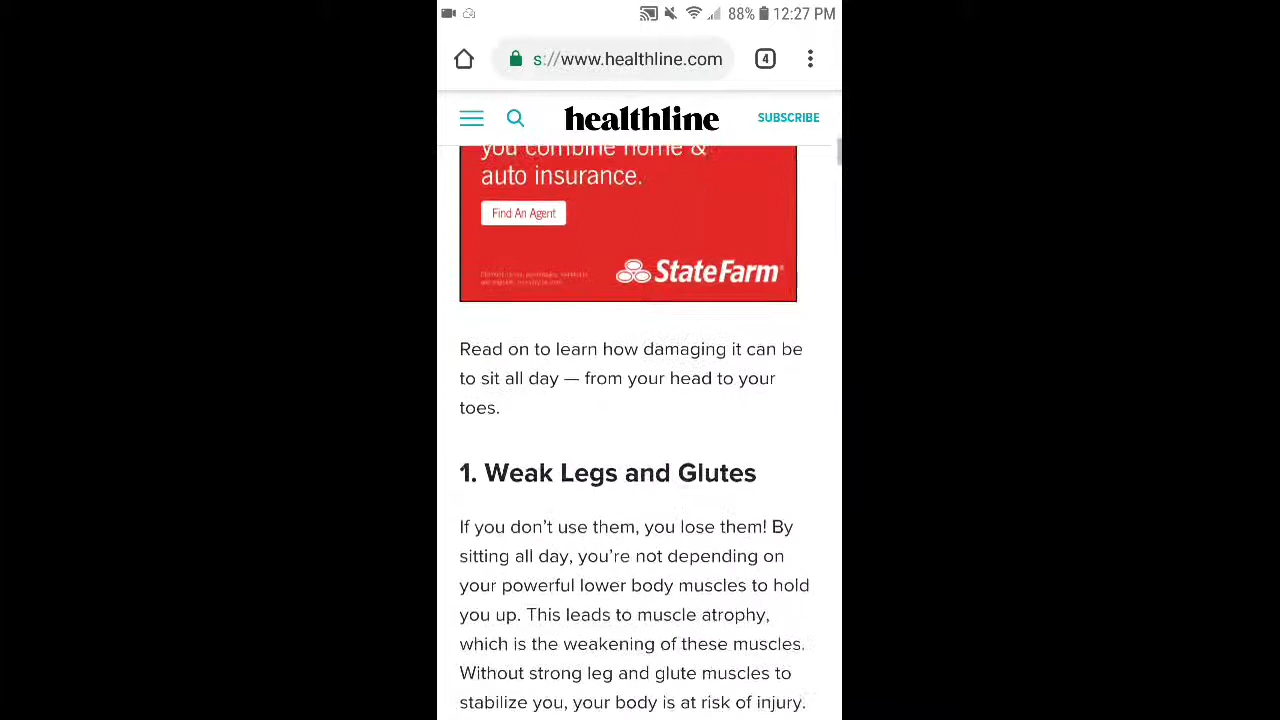 88% 12:27 PM
s://www.healthline.com
4
healthline
SUBSCRIBE
you combine home &
auto insurance.
Find An Agent
StateFarm
Read on to learn how damaging it can be
to sit all day — from your head to your
toes.
1. Weak Legs and Glutes
If you don’t use them, you lose them! By
sitting all day, you’re not depending on
your powerful lower body muscles to hold
you up. This leads to muscle atrophy,
which is the weakening of these muscles.
Without strong leg and glute muscles to
stabilize you, your body is at risk of injury.